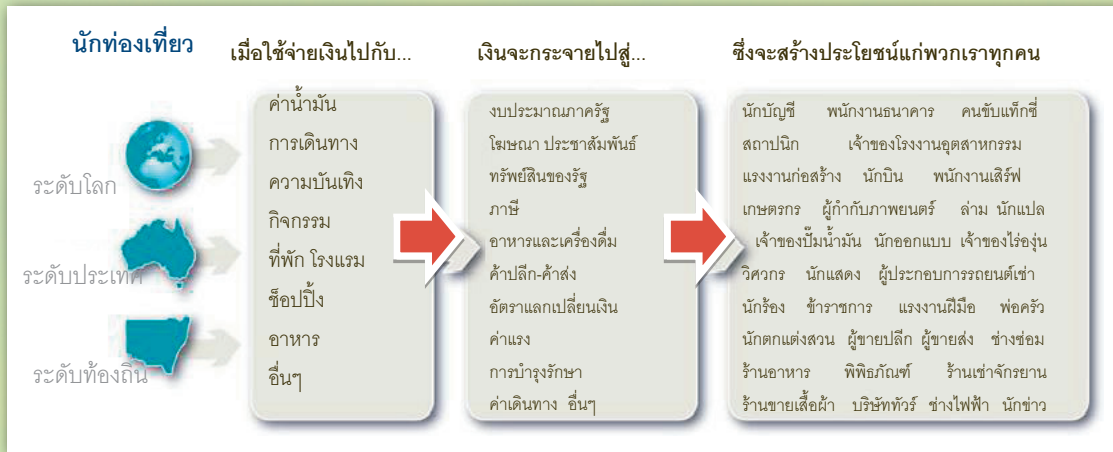 นักท่องเที่ยว
เมื่อใช้จ่ายเงินไปกับ...
เงินจะกระจายไปสู่...
ซึ่งจะสร้างประโยชน์แก่พวกเราทุกคน
ระดับโลก
ระดับประเทศ
ระดับท้องถิ่น
ค่าน้ำมัน
การเดินทาง
ความบันเทิง
กิจกรรม
ที่พัก โรงแรม
ช็อปปิ้ง
อาหาร
อื่นๆ
งบประมาณภาครัฐ
โฆษณา ประชาสัมพันธ์
ทรัพย์สินของรัฐ
ภาษี
อาหารและเครื่องดื่ม
ค้าปลีก-ค้าส่ง
อัตราแลกเปลี่ยนเงิน
ค่าแรง
การบำรุงรักษา
ค่าเดินทาง อื่นๆ
นักบัญชี พนักงานธนาคาร คนขับแท็กซี่
สถาปนิก เจ้าของโรงงานอุตสาหกรรม
แรงงานก่อสร้าง นักบิน พนักงานเสิร์ฟ
เกษตรกร ผู้กำกับภาพยนตร์ ล่าม นักแปล
เจ้าของปั๊มน้ำมัน นักออกแบบ เจ้าของไร่องุ่น
วิศวกร นักแสดง ผู้ประกอบการรถยนต์เช่า
นักร้อง ข้าราชการ แรงงานฝีมือ พ่อครัว
นักตกแต่งสวน ผู้ขายปลีก ผู้ขายส่ง ช่างซ่อม
ร้านอาหาร พิพิธภัณฑ์ ร้านเช่าจักรยาน
ร้านขายเสื้อผ้า บริษัททัวร์ ช่างไฟฟ้า นักข่าว